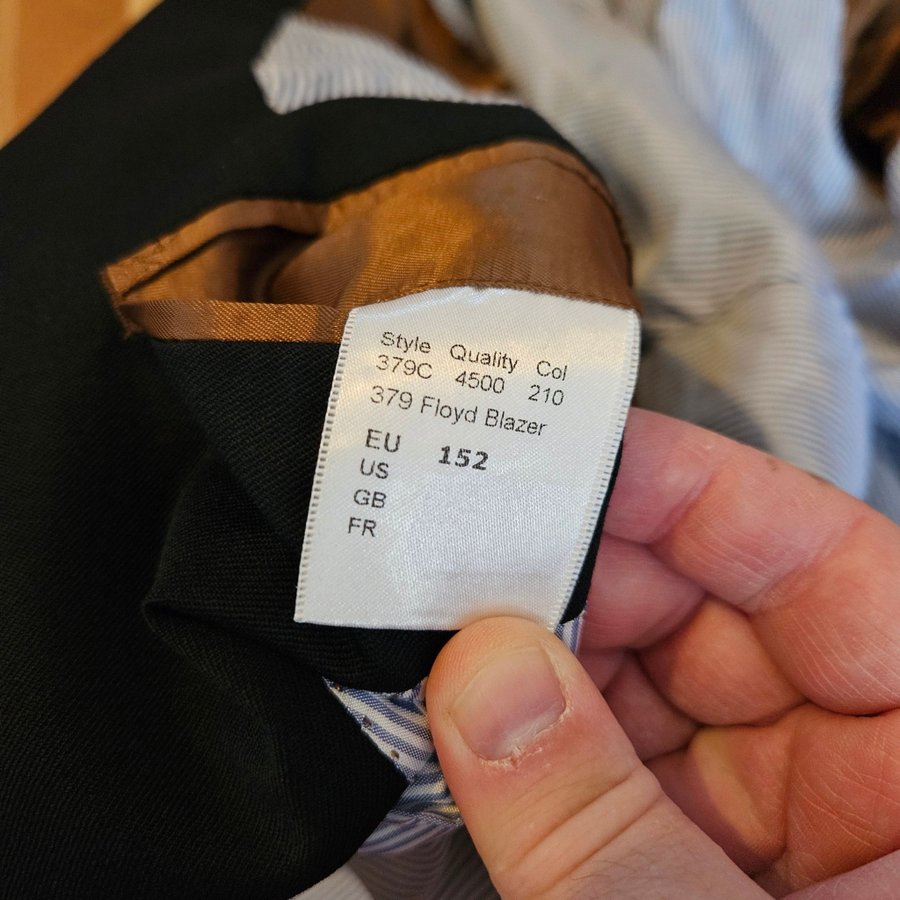 Style Quality Col
379C 4500 210
379 Floyd Blazer
EU 152
US
GB
FR